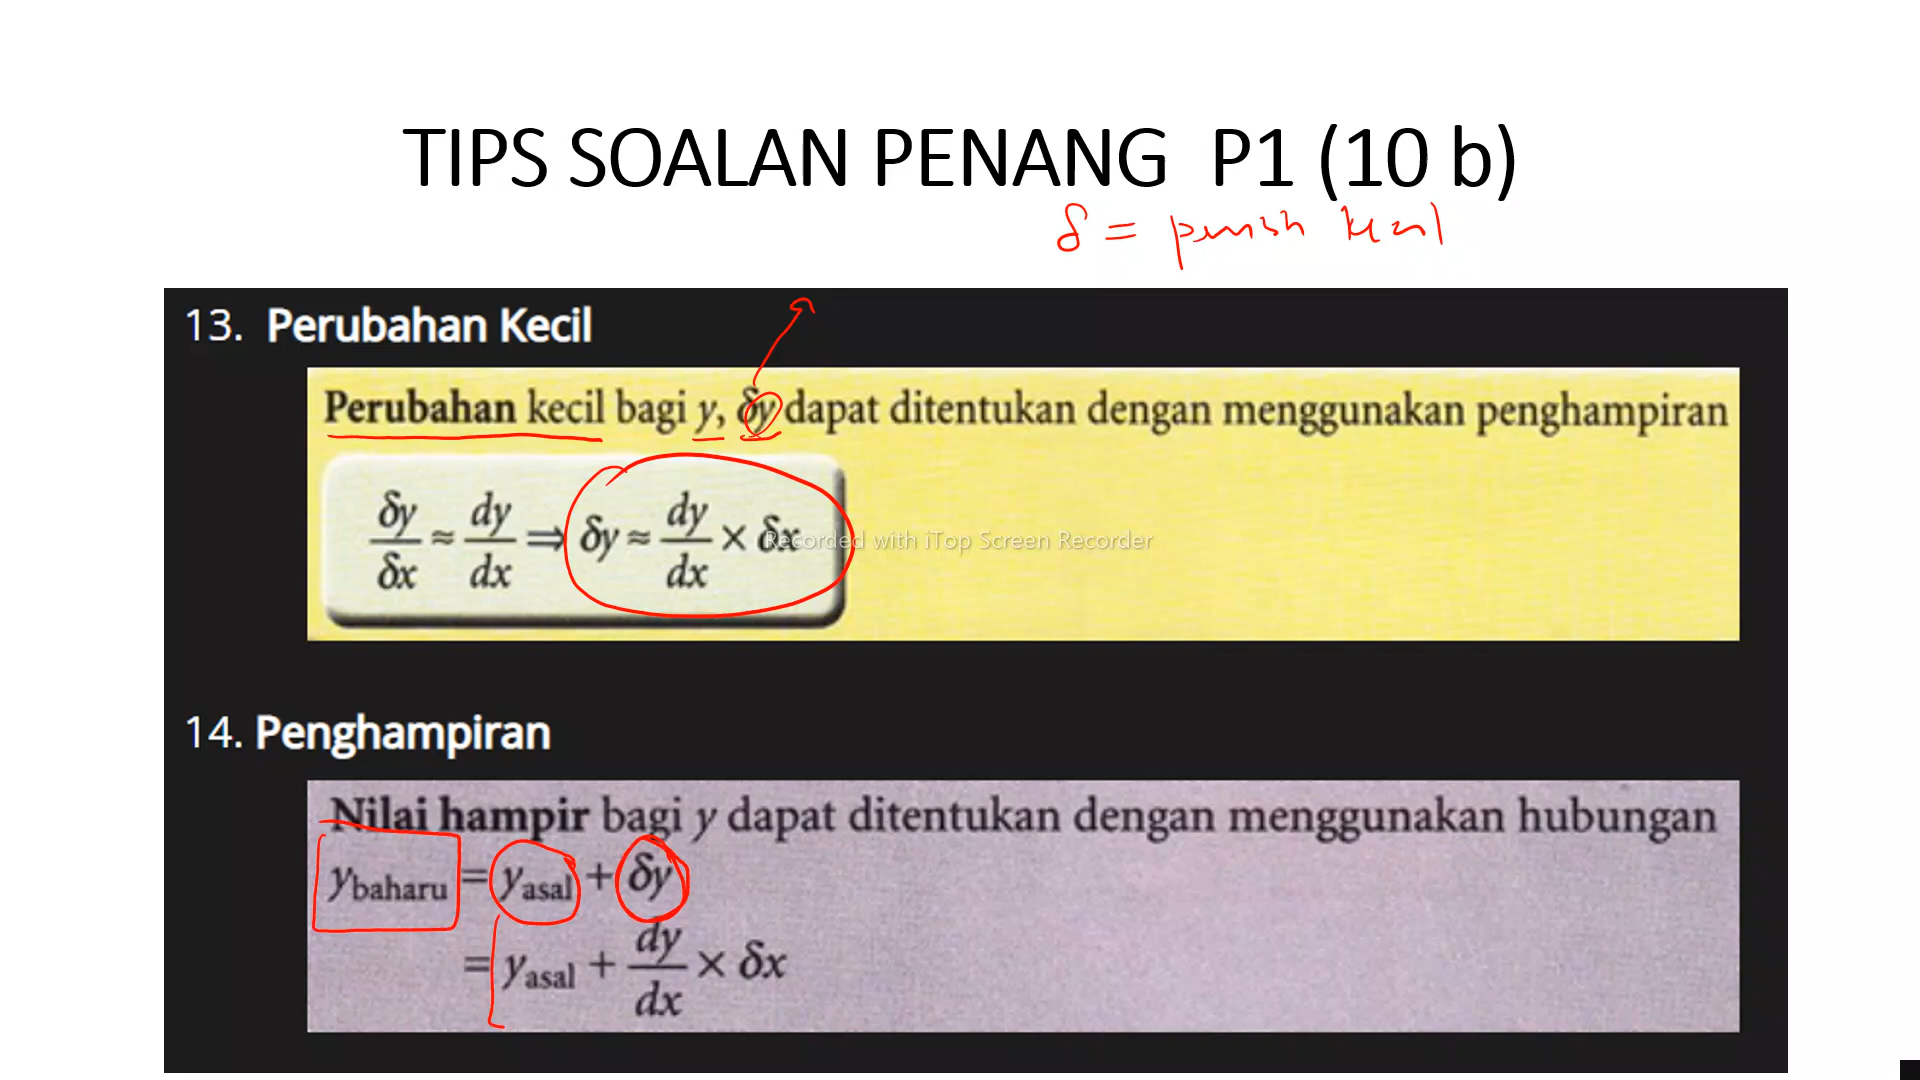 TIPS SOALAN PENANG P1 (10 b)
δ =
13. Perubahan Kecil
Perubahan kecil bagi y, δy dapat ditentukan dengan menggunakan penghampiran
δy/δx ≈ dy/dx ⇒ δy ≈ dy/dx × δx
Recorded with iTop Screen Recorder
14. Penghampiran
Nilai hampir bagi y dapat ditentukan dengan menggunakan hubungan
y_baharu = y_asal + δy
= y_asal + dy/dx × δx